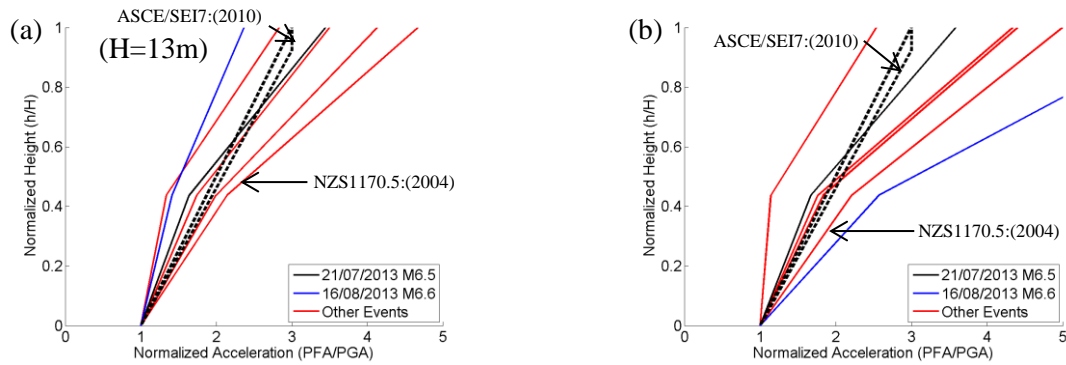 (a)
(H=13m)
ASCE/SEI7:(2010)
NZS1170.5:(2004)
Normalized Height (h/H)
1
0.8
0.6
0.4
0.2
0
0 1 2 3 4 5
Normalized Acceleration (PFA/PGA)
21/07/2013 M6.5
16/08/2013 M6.6
Other Events
(b)
ASCE/SEI7:(2010)
NZS1170.5:(2004)
Normalized Height (h/H)
1
0.8
0.6
0.4
0.2
0
0 1 2 3 4 5
Normalized Acceleration (PFA/PGA)
21/07/2013 M6.5
16/08/2013 M6.6
Other Events